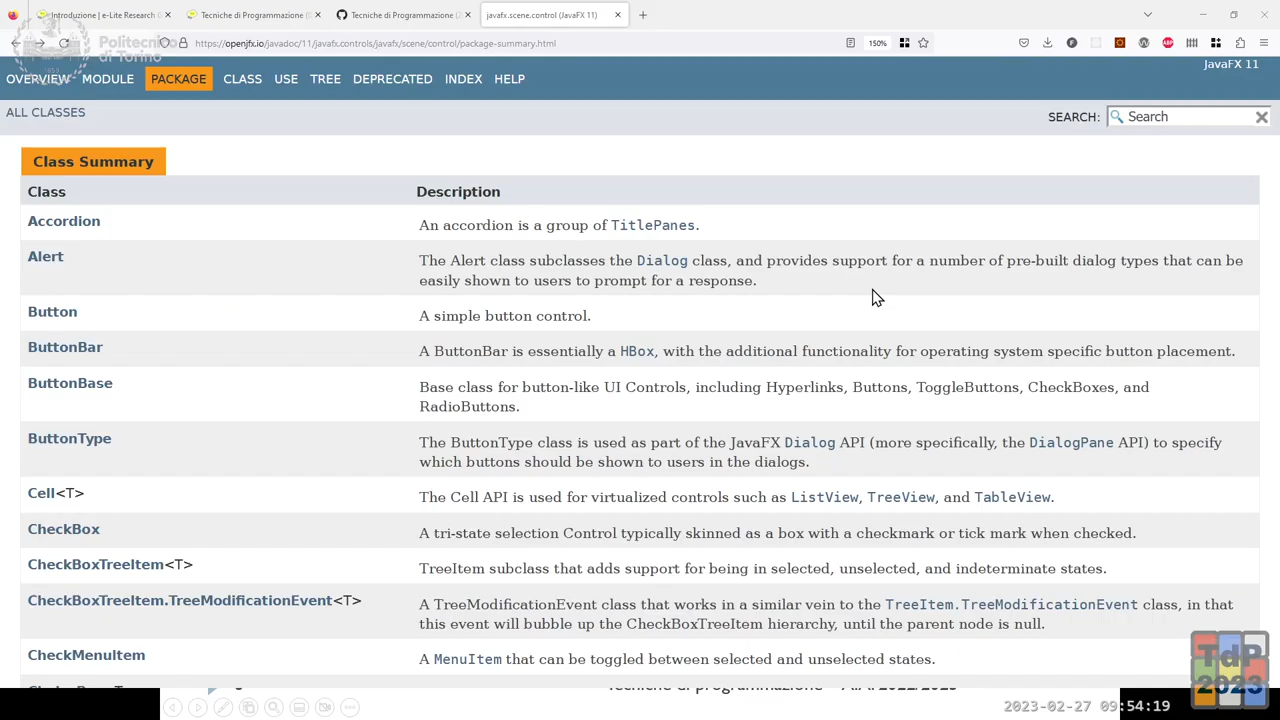 Introduzione | e-Lite Research G
Tecniche di Programmazione (
Tecniche di Programmazione (2
javafx.scene.control (JavaFX 11)
https://openjfx.io/javadoc/11/javafx.controls/javafx/scene/control/package-summary.html
150%
Politecnico
di Torino
JavaFX 11
OVERVIEW MODULE PACKAGE CLASS USE TREE DEPRECATED INDEX HELP
ALL CLASSES
SEARCH: Search
Class Summary
Class Description
Accordion An accordion is a group of TitlePanes.
Alert The Alert class subclasses the Dialog class, and provides support for a number of pre-built dialog types that can be
easily shown to users to prompt for a response.
Button A simple button control.
ButtonBar A ButtonBar is essentially a HBox, with the additional functionality for operating system specific button placement.
ButtonBase Base class for button-like UI Controls, including Hyperlinks, Buttons, ToggleButtons, CheckBoxes, and
RadioButtons.
ButtonType The ButtonType class is used as part of the JavaFX Dialog API (more specifically, the DialogPane API) to specify
which buttons should be shown to users in the dialogs.
Cell<T> The Cell API is used for virtualized controls such as ListView, TreeView, and TableView.
CheckBox A tri-state selection Control typically skinned as a box with a checkmark or tick mark when checked.
CheckBoxTreeItem<T> TreeItem subclass that adds support for being in selected, unselected, and indeterminate states.
CheckBoxTreeItem.TreeModificationEvent<T> A TreeModificationEvent class that works in a similar vein to the TreeItem.TreeModificationEvent class, in that
this event will bubble up the CheckBoxTreeItem hierarchy, until the parent node is null.
CheckMenuItem A MenuItem that can be toggled between selected and unselected states.
Tecniche di programmazione A.A. 2022/2023
TdP
2023
2023-02-27 09:54:19